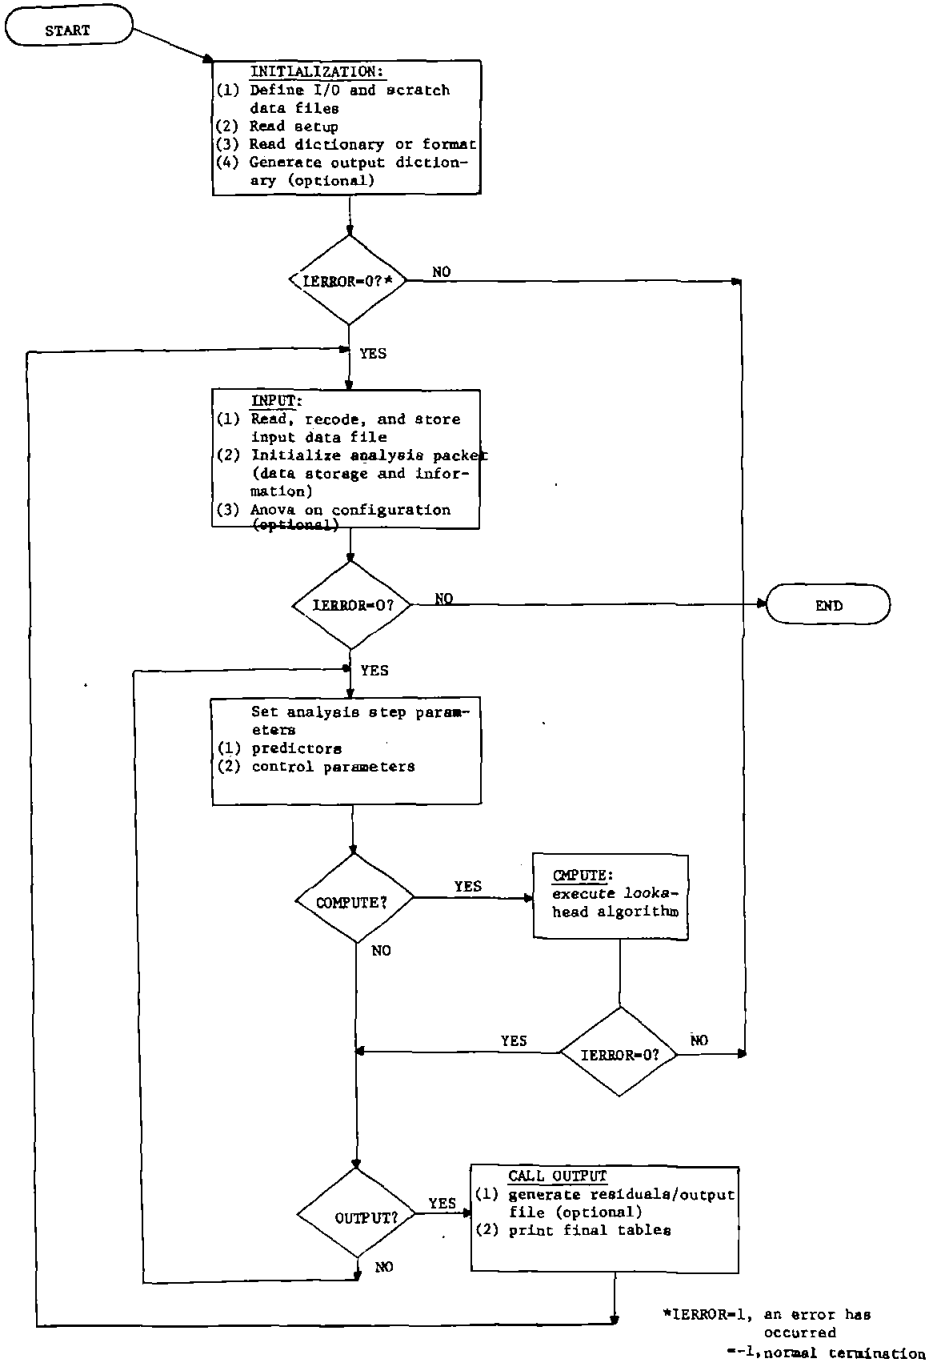 START
INITIALIZATION:
(1) Define I/O and scratch
data files
(2) Read setup
(3) Read dictionary or format
(4) Generate output diction-
ary (optional)
IERROR=0?*
NO
YES
INPUT:
(1) Read, recode, and store
input data file
(2) Initialize analysis packet
(data storage and infor-
mation)
(3) Anova on configuration
(optional)
IERROR=0?
NO
END
YES
Set analysis step param-
eters
(1) predictors
(2) control parameters
COMPUTE?
YES
CMPUTE:
execute looka-
head algorithm
NO
YES
IERROR=0?
NO
OUTPUT?
YES
CALL OUTPUT
(1) generate residuals/output
file (optional)
(2) print final tables
NO
*IERROR=1, an error has
occurred
=-1, normal termination